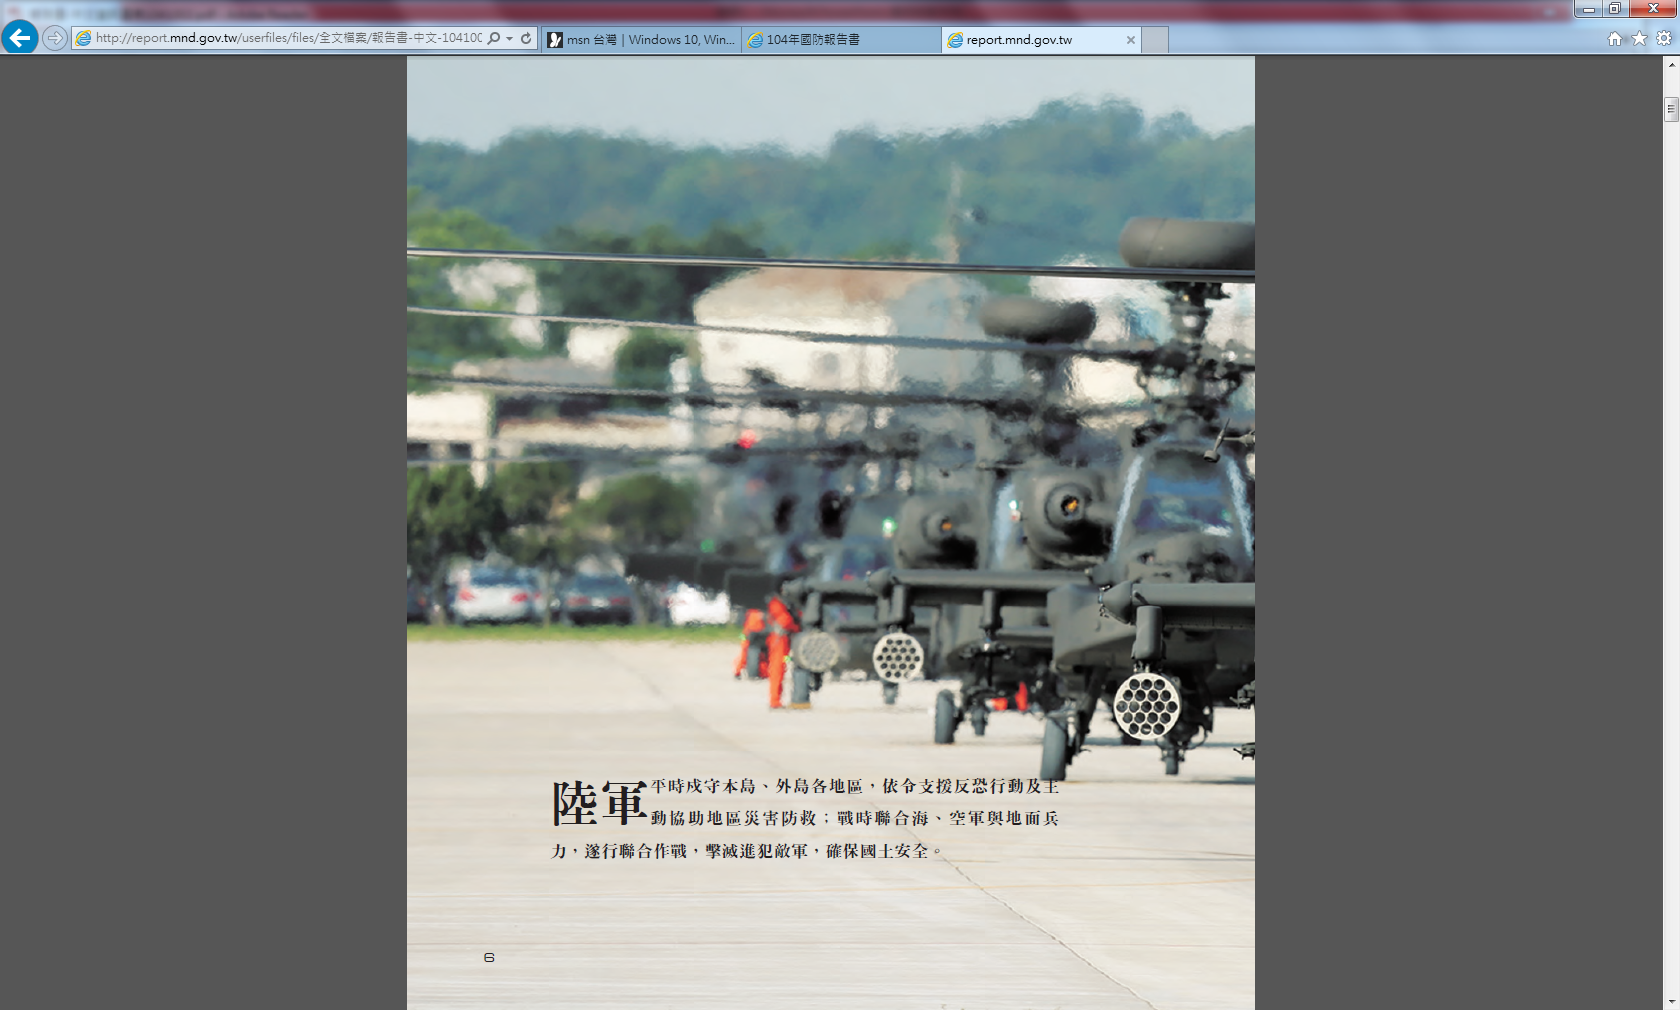 http://report.mnd.gov.tw/userfiles/files/全文檔案/報告書-中文-104100
msn 台灣 | Windows 10, Win...
104年國防報告書
report.mnd.gov.tw
陸軍平時戍守本島、外島各地區，依令支援反恐行動及主
動協助地區災害防救；戰時聯合海、空軍與地面兵
力，遂行聯合作戰，擊滅進犯敵軍，確保國土安全。
6